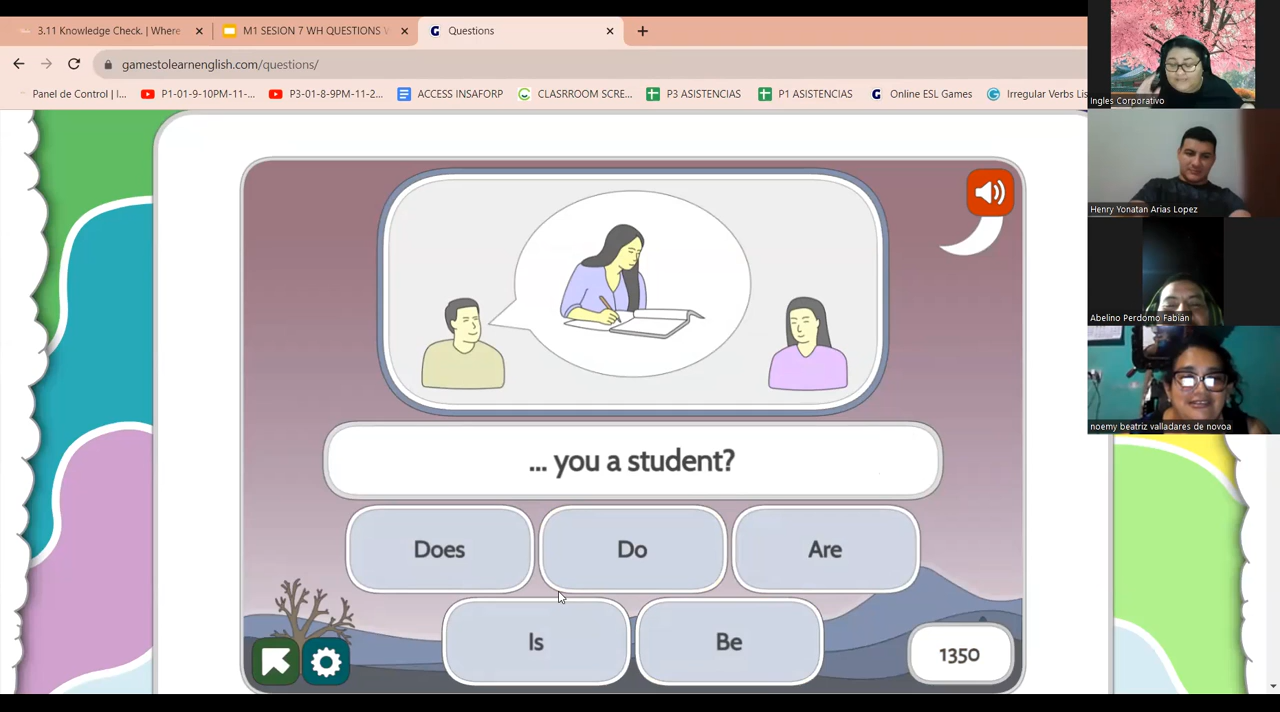 3.11 Knowledge Check. | Where
M1 SESION 7 WH QUESTIONS
Questions
gamestolearnenglish.com/questions/
Panel de Control | I...
P1-01-9-10PM-11-...
P3-01-8-9PM-11-2...
ACCESS INSAFORP
CLASRROOM SCRE...
P3 ASISTENCIAS
P1 ASISTENCIAS
Online ESL Games
Irregular Verbs Lis
Ingles Corporativo
Henry Yonatan Arias Lopez
Abelino Perdomo Fabián
noemy beatriz valladares de novoa
... you a student?
Does
Do
Are
Is
Be
1350